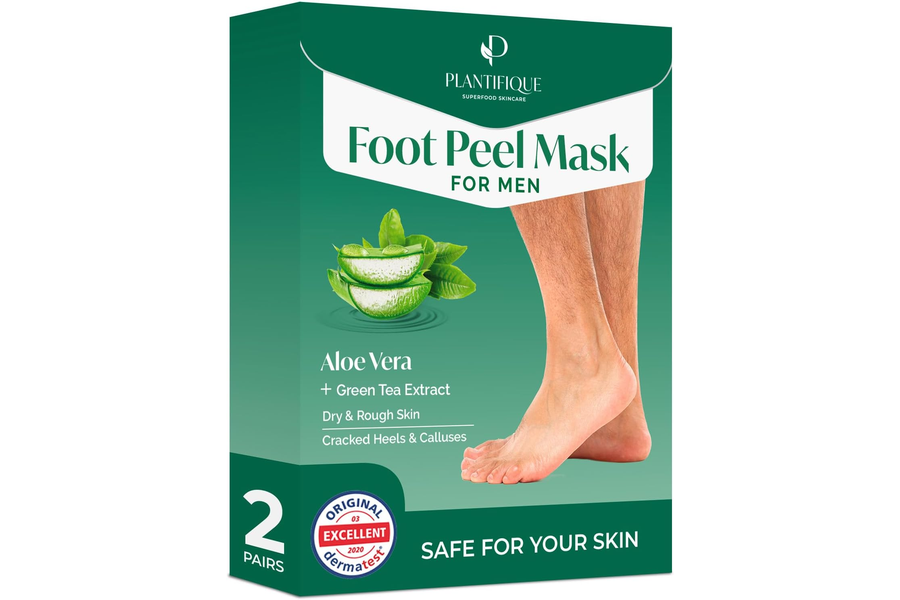 PLANTIFIQUE
SUPERFOOD SKINCARE
Foot Peel Mask
FOR MEN
Aloe Vera
+ Green Tea Extract
Dry & Rough Skin
Cracked Heels & Calluses
2
PAIRS
ORIGINAL
03
EXCELLENT
2020
dermatest®
SAFE FOR YOUR SKIN